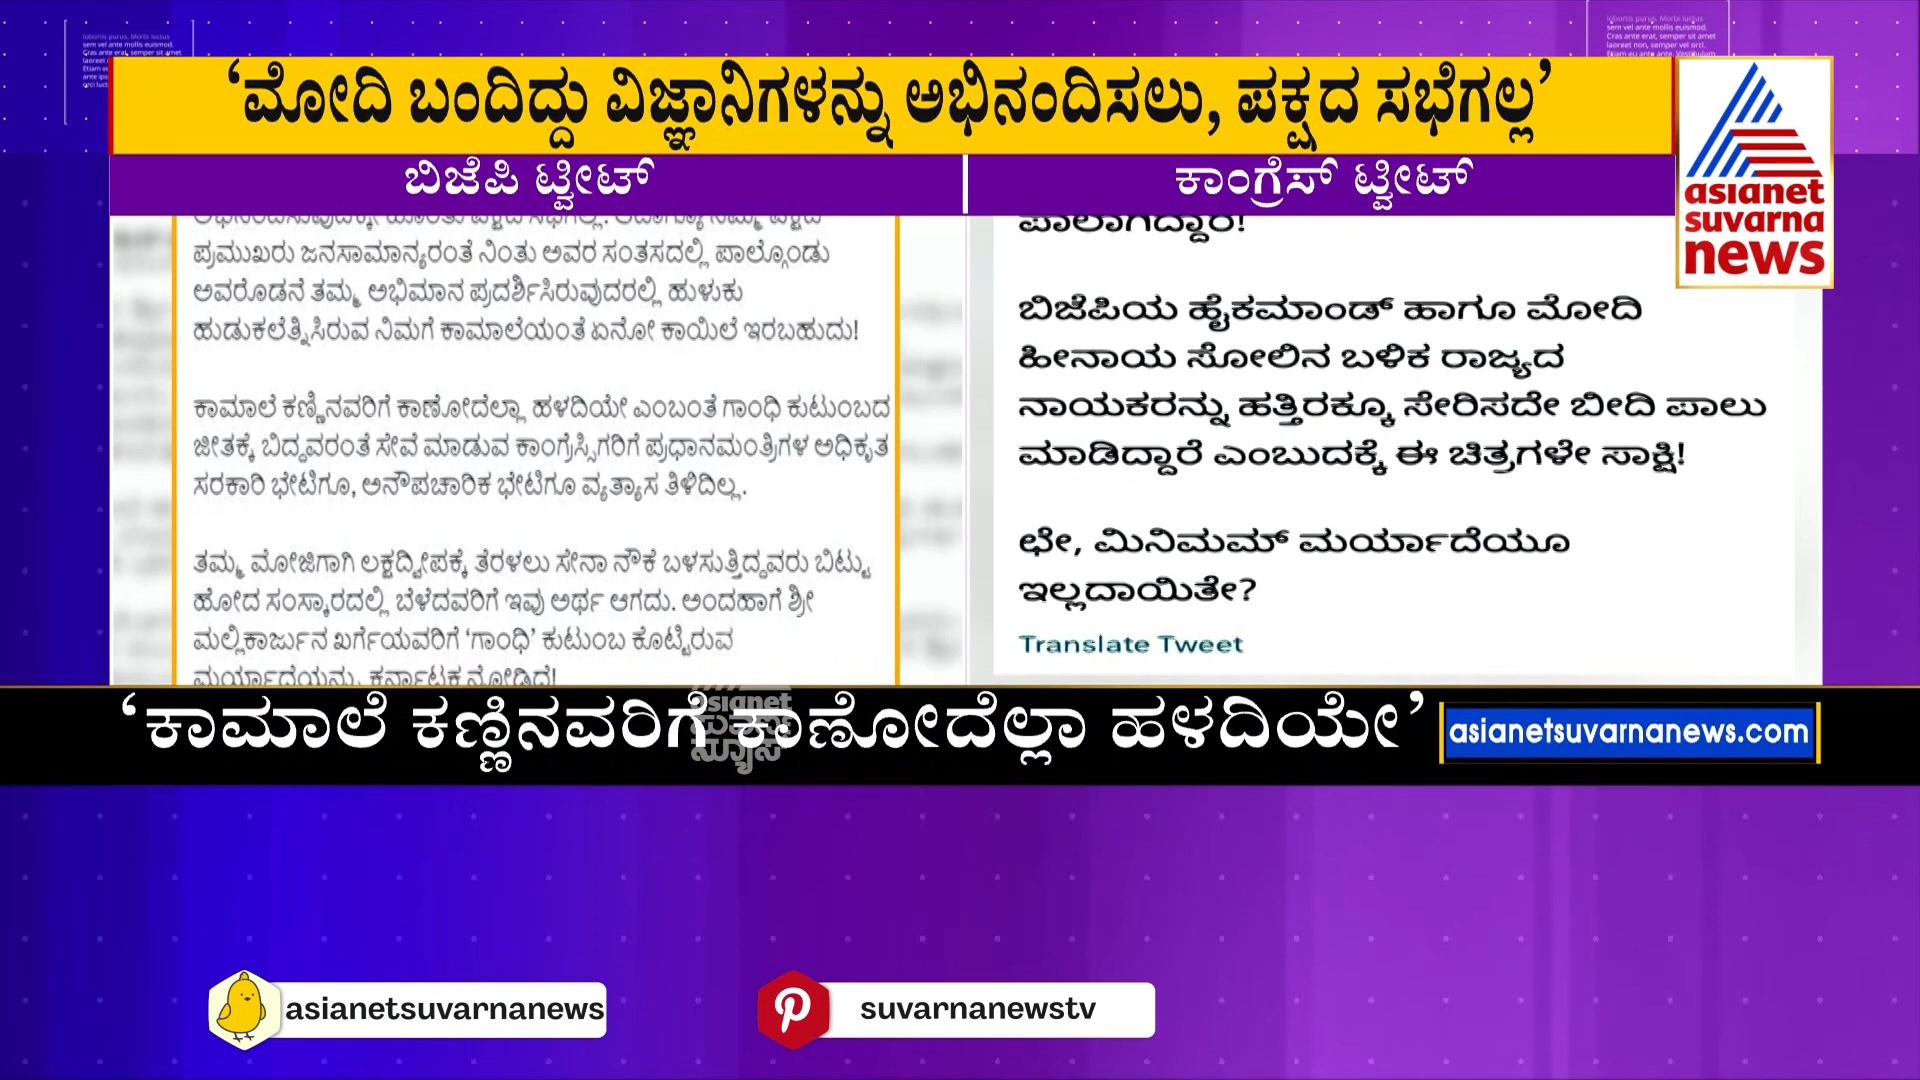 ‘ಮೋದಿ ಬಂದಿದ್ದು ವಿಜ್ಞಾನಿಗಳನ್ನು ಅಭಿನಂದಿಸಲು, ಪಕ್ಷದ ಸಭೆಗಲ್ಲ’
ಬಿಜೆಪಿ ಟ್ವೀಟ್
ಕಾಂಗ್ರೆಸ್ ಟ್ವೀಟ್
asianet
suvarna
news
ಪ್ರಮುಖರು ಜನಸಾಮಾನ್ಯರಂತೆ ನಿಂತು ಅವರ ಸಂತಸದಲ್ಲಿ ಪಾಲ್ಗೊಂಡು
ಅವರೊಡನೆ ತಮ್ಮ ಅಭಿಮಾನ ಪ್ರದರ್ಶಿಸಿರುವುದರಲ್ಲಿ ಹುಳುಕು
ಹುಡುಕಲೆತ್ನಿಸಿರುವ ನಿಮಗೆ ಕಾಮಾಲೆಯಂತೆ ಏನೋ ಕಾಯಿಲೆ ಇರಬಹುದು!
ಕಾಮಾಲೆ ಕಣ್ಣಿನವರಿಗೆ ಕಾಣೋದೆಲ್ಲಾ ಹಳದಿಯೇ ಎಂಬಂತೆ ಗಾಂಧಿ ಕುಟುಂಬದ
ಜೀತಕ್ಕೆ ಬಿದ್ದವರಂತೆ ಸೇವೆ ಮಾಡುವ ಕಾಂಗ್ರೆಸ್ಸಿಗರಿಗೆ ಪ್ರಧಾನಮಂತ್ರಿಗಳ ಅಧಿಕೃತ
ಸರಕಾರಿ ಭೇಟಿಗೂ, ಅನೌಪಚಾರಿಕ ಭೇಟಿಗೂ ವ್ಯತ್ಯಾಸ ತಿಳಿದಿಲ್ಲ.
ತಮ್ಮ ಮೋಜಿಗಾಗಿ ಲಕ್ಷದ್ವೀಪಕ್ಕೆ ತೆರಳಲು ಸೇನಾ ನೌಕೆ ಬಳಸುತ್ತಿದ್ದವರು ಬಿಟ್ಟು
ಹೋದ ಸಂಸ್ಕಾರದಲ್ಲಿ ಬೆಳೆದವರಿಗೆ ಇವು ಅರ್ಥ ಆಗದು. ಅಂದಹಾಗೆ ಶ್ರೀ
ಮಲ್ಲಿಕಾರ್ಜುನ ಖರ್ಗೆಯವರಿಗೆ ‘ಗಾಂಧಿ’ ಕುಟುಂಬ ಕೊಟ್ಟಿರುವ
ಮರ್ಯಾದೆಯನ್ನು ಕರ್ನಾಟಕ ನೋಡಿದೆ!
ಪಾಲಾಗಿದ್ದಾರೆ!
ಬಿಜೆಪಿಯ ಹೈಕಮಾಂಡ್ ಹಾಗೂ ಮೋದಿ
ಹೀನಾಯ ಸೋಲಿನ ಬಳಿಕ ರಾಜ್ಯದ
ನಾಯಕರನ್ನು ಹತ್ತಿರಕ್ಕೂ ಸೇರಿಸದೇ ಬೀದಿ ಪಾಲು
ಮಾಡಿದ್ದಾರೆ ಎಂಬುದಕ್ಕೆ ಈ ಚಿತ್ರಗಳೇ ಸಾಕ್ಷಿ!
ಛೇ, ಮಿನಿಮಮ್ ಮರ್ಯಾದೆಯೂ
ಇಲ್ಲದಾಯಿತೇ?
Translate Tweet
‘ಕಾಮಾಲೆ ಕಣ್ಣಿನವರಿಗೆ ಕಾಣೋದೆಲ್ಲಾ ಹಳದಿಯೇ’
asianetsuvarnanews.com
asianetsuvarnanews
suvarnanewstv